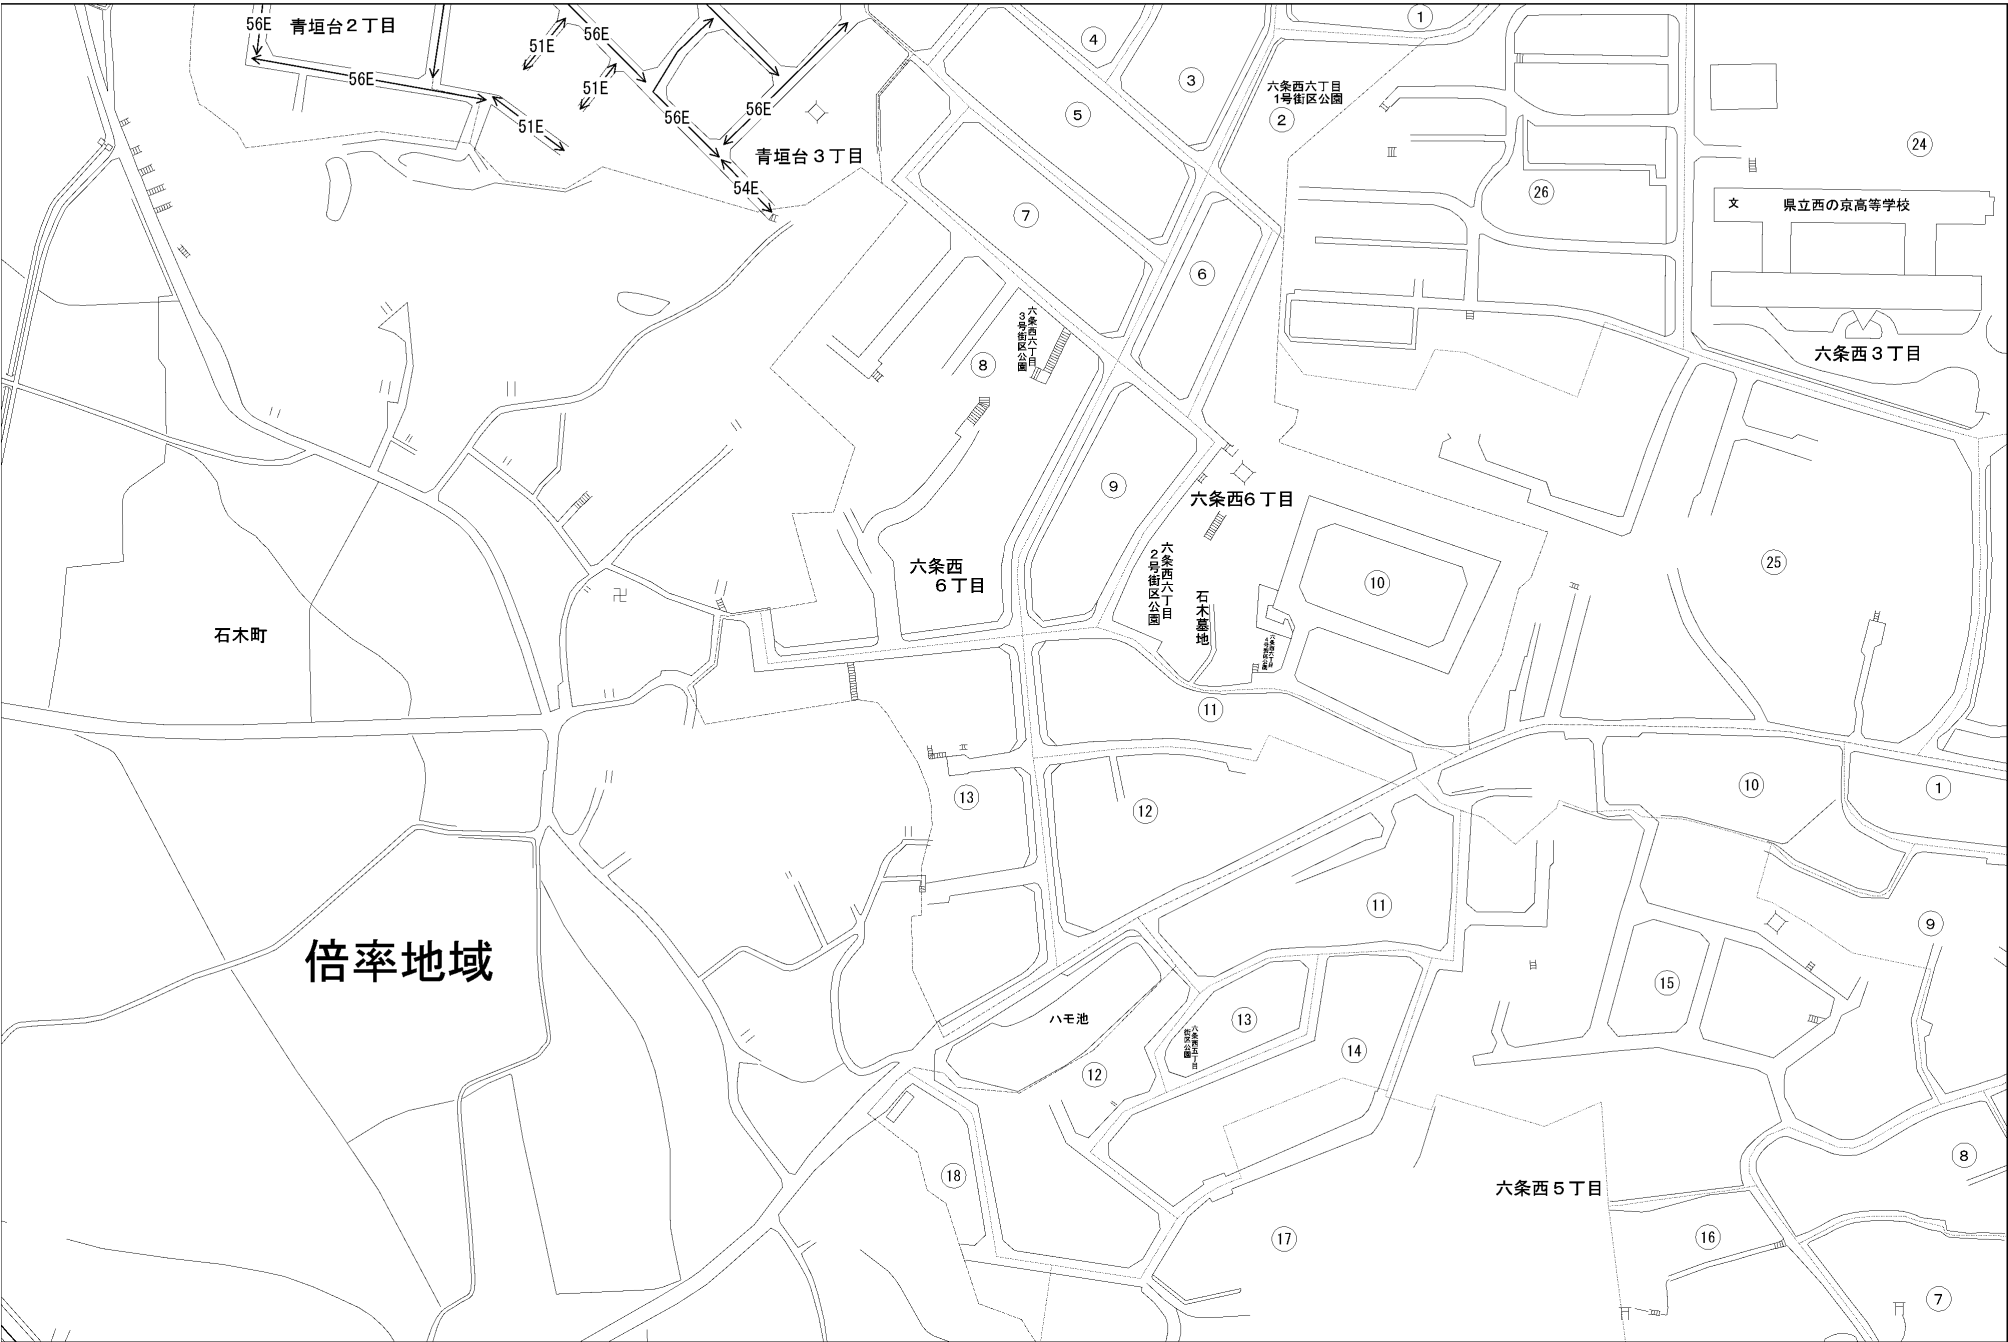 56E
青垣台２丁目
56E
51E
51E
51E
56E
56E
56E
青垣台３丁目
54E
1
4
3
5
六条西六丁目
1号街区公園
2
24
26
文
県立西の京高等学校
7
6
六条西六丁目
３号街区公園
8
六条西３丁目
9
六条西６丁目
六条西六丁目
２号街区公園
石木墓地
10
25
六条西
６丁目
石木町
卍
11
13
12
10
1
11
9
倍率地域
15
ハモ池
13
六条西五丁目
街区公園
14
12
18
六条西５丁目
8
17
16
7